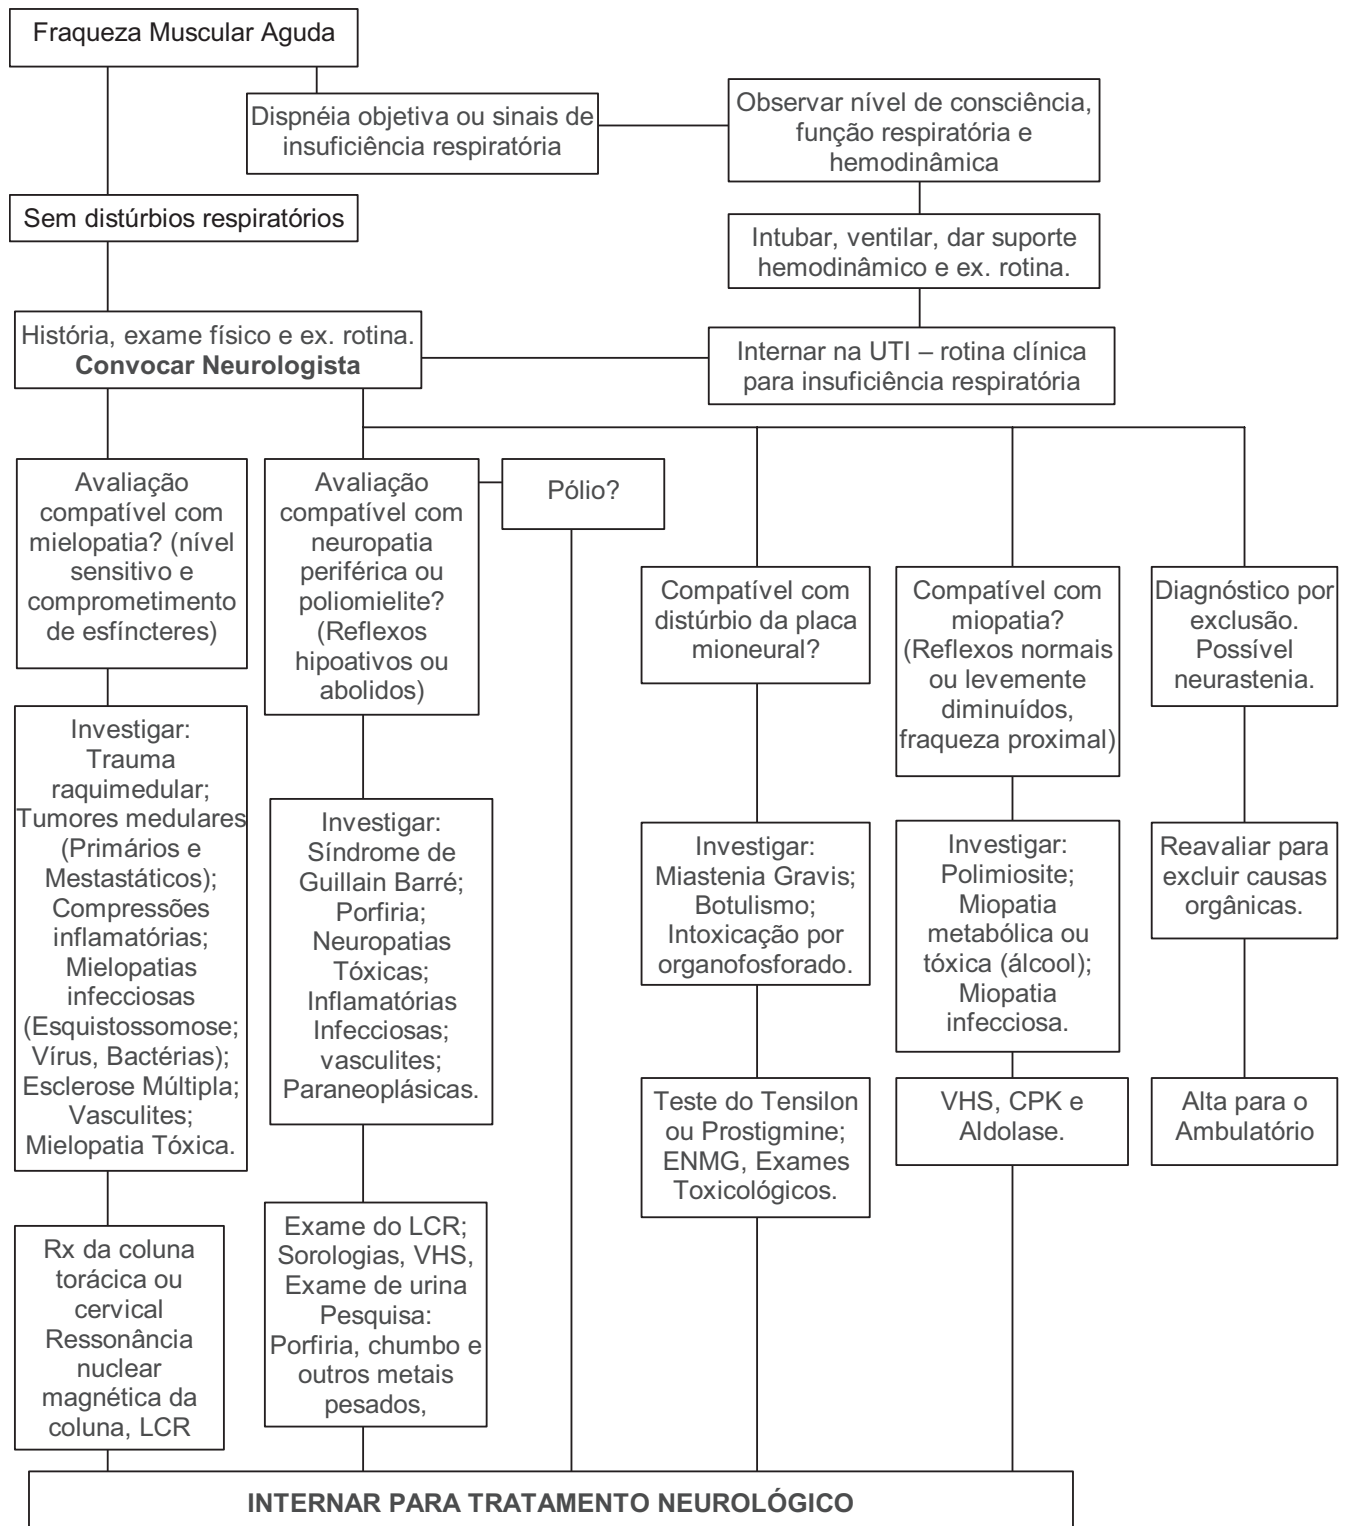 Fraqueza Muscular Aguda
Dispnéia objetiva ou sinais de
insuficiência respiratória
Observar nível de consciência,
função respiratória e
hemodinâmica
Sem distúrbios respiratórios
Intubar, ventilar, dar suporte
hemodinâmico e ex. rotina.
História, exame físico e ex. rotina.
Convocar Neurologista
Internar na UTI – rotina clínica
para insuficiência respiratória
Avaliação
compatível com
mielopatia? (nível
sensitivo e
comprometimento
de esfíncteres)
Avaliação
compatível com
neuropatia
periférica ou
poliomielite?
(Reflexos
hipoativos ou
abolidos)
Pólio?
Compatível com
distúrbio da placa
mioneural?
Compatível com
miopatia?
(Reflexos normais
ou levemente
diminuídos,
fraqueza proximal)
Diagnóstico por
exclusão.
Possível
neurastenia.
Investigar:
Trauma
raquimedular;
Tumores medulares
(Primários e
Mestastáticos);
Compressões
inflamatórias;
Mielopatias
infecciosas
(Esquistossomose;
Vírus, Bactérias);
Esclerose Múltipla;
Vasculites;
Mielopatia Tóxica.
Investigar:
Síndrome de
Guillain Barré;
Porfiria;
Neuropatias
Tóxicas;
Inflamatórias
Infecciosas;
vasculites;
Paraneoplásicas.
Investigar:
Miastenia Gravis;
Botulismo;
Intoxicação por
organofosforado.
Investigar:
Polimiosite;
Miopatia
metabólica ou
tóxica (álcool);
Miopatia
infecciosa.
Reavaliar para
excluir causas
orgânicas.
Teste do Tensilon
ou Prostigmine;
ENMG, Exames
Toxicológicos.
VHS, CPK e
Aldolase.
Alta para o
Ambulatório
Rx da coluna
torácica ou
cervical
Ressonância
nuclear
magnética da
coluna, LCR
Exame do LCR;
Sorologias, VHS,
Exame de urina
Pesquisa:
Porfiria, chumbo e
outros metais
pesados,
INTERNAR PARA TRATAMENTO NEUROLÓGICO